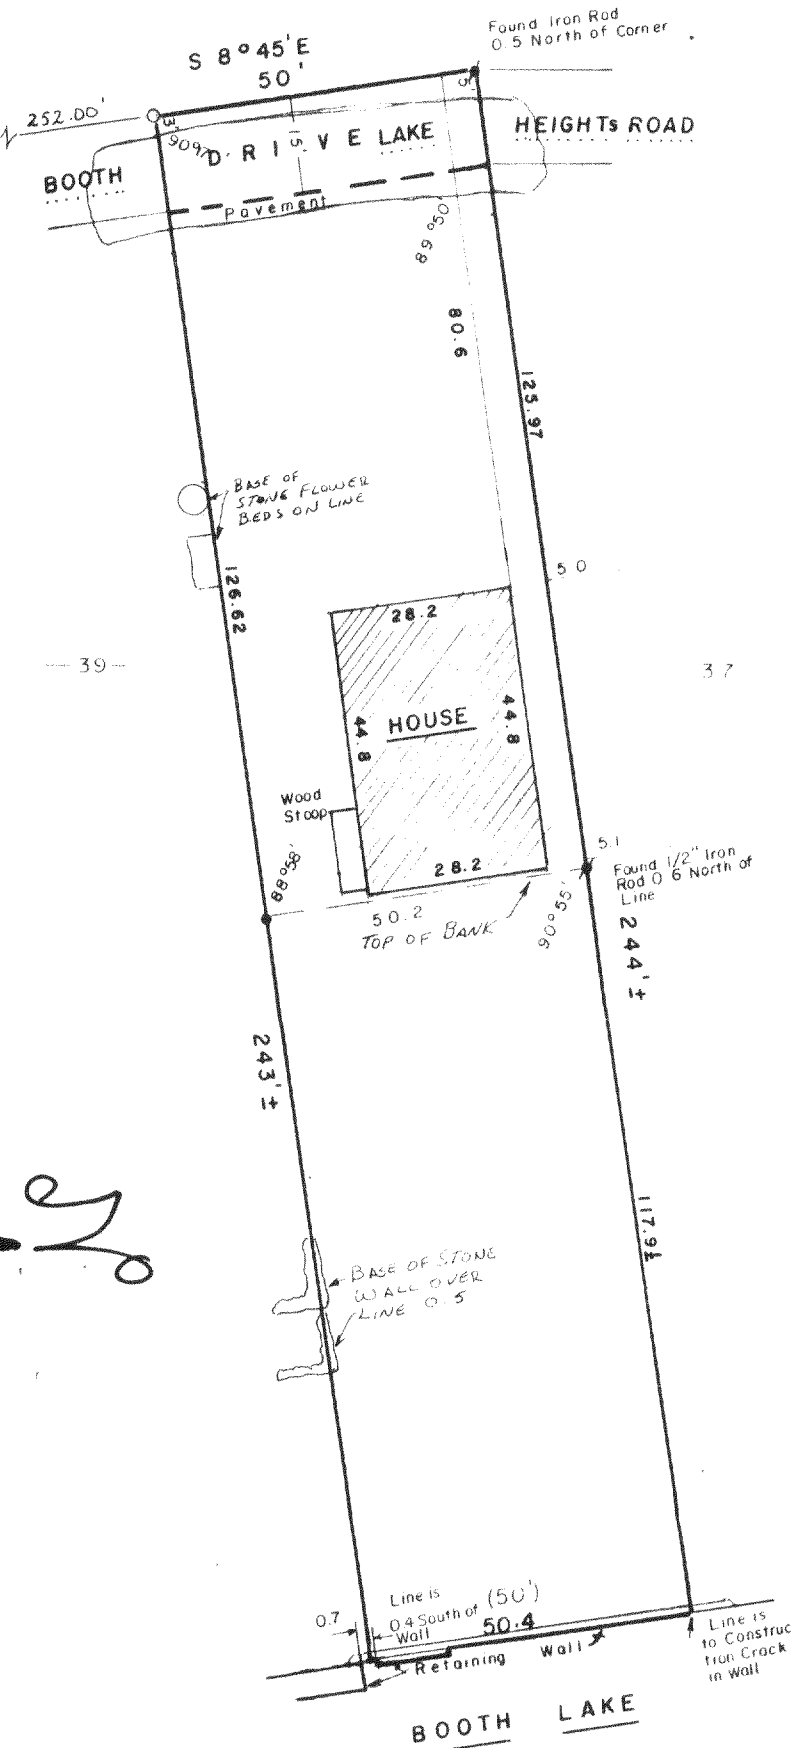 Found Iron Rod
0.5 North of Corner
S 8°45'E
50'
252.00'
5'
3'
DRIVE
LAKE
HEIGHTs ROAD
15'
BOOTH
Pavement
89°50'
80.6
125.97
BASE OF
STONE FLOWER
BEDS ON LINE
126.62
5 0
28.2
39
37
HOUSE
44.8
44.8
Wood
Stoop
28.2
5.1
Found 1/2" Iron
Rod 0 6 North of
Line
88°58'
50.2
TOP OF BANK
90°55'
244'±
243'±
117.9±
BASE OF STONE
WALL OVER
LINE 0.5
Line is
0.4 South of
Wall
(50')
0.7
50.4
Retaining Wall
Line is
to Construc
tion Crack
in Wall
BOOTH LAKE